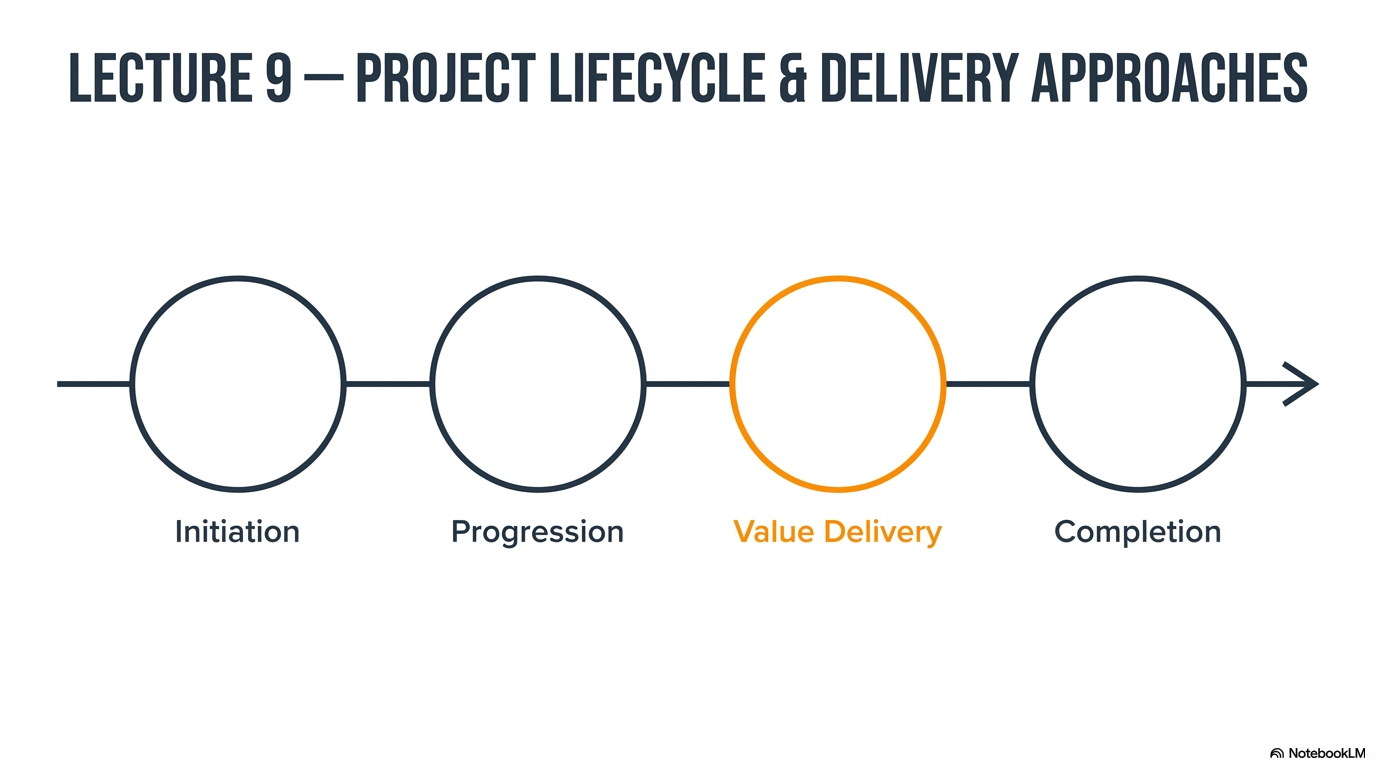 LECTURE 9 — PROJECT LIFECYCLE & DELIVERY APPROACHES
Initiation
Progression
Value Delivery
Completion
NotebookLM